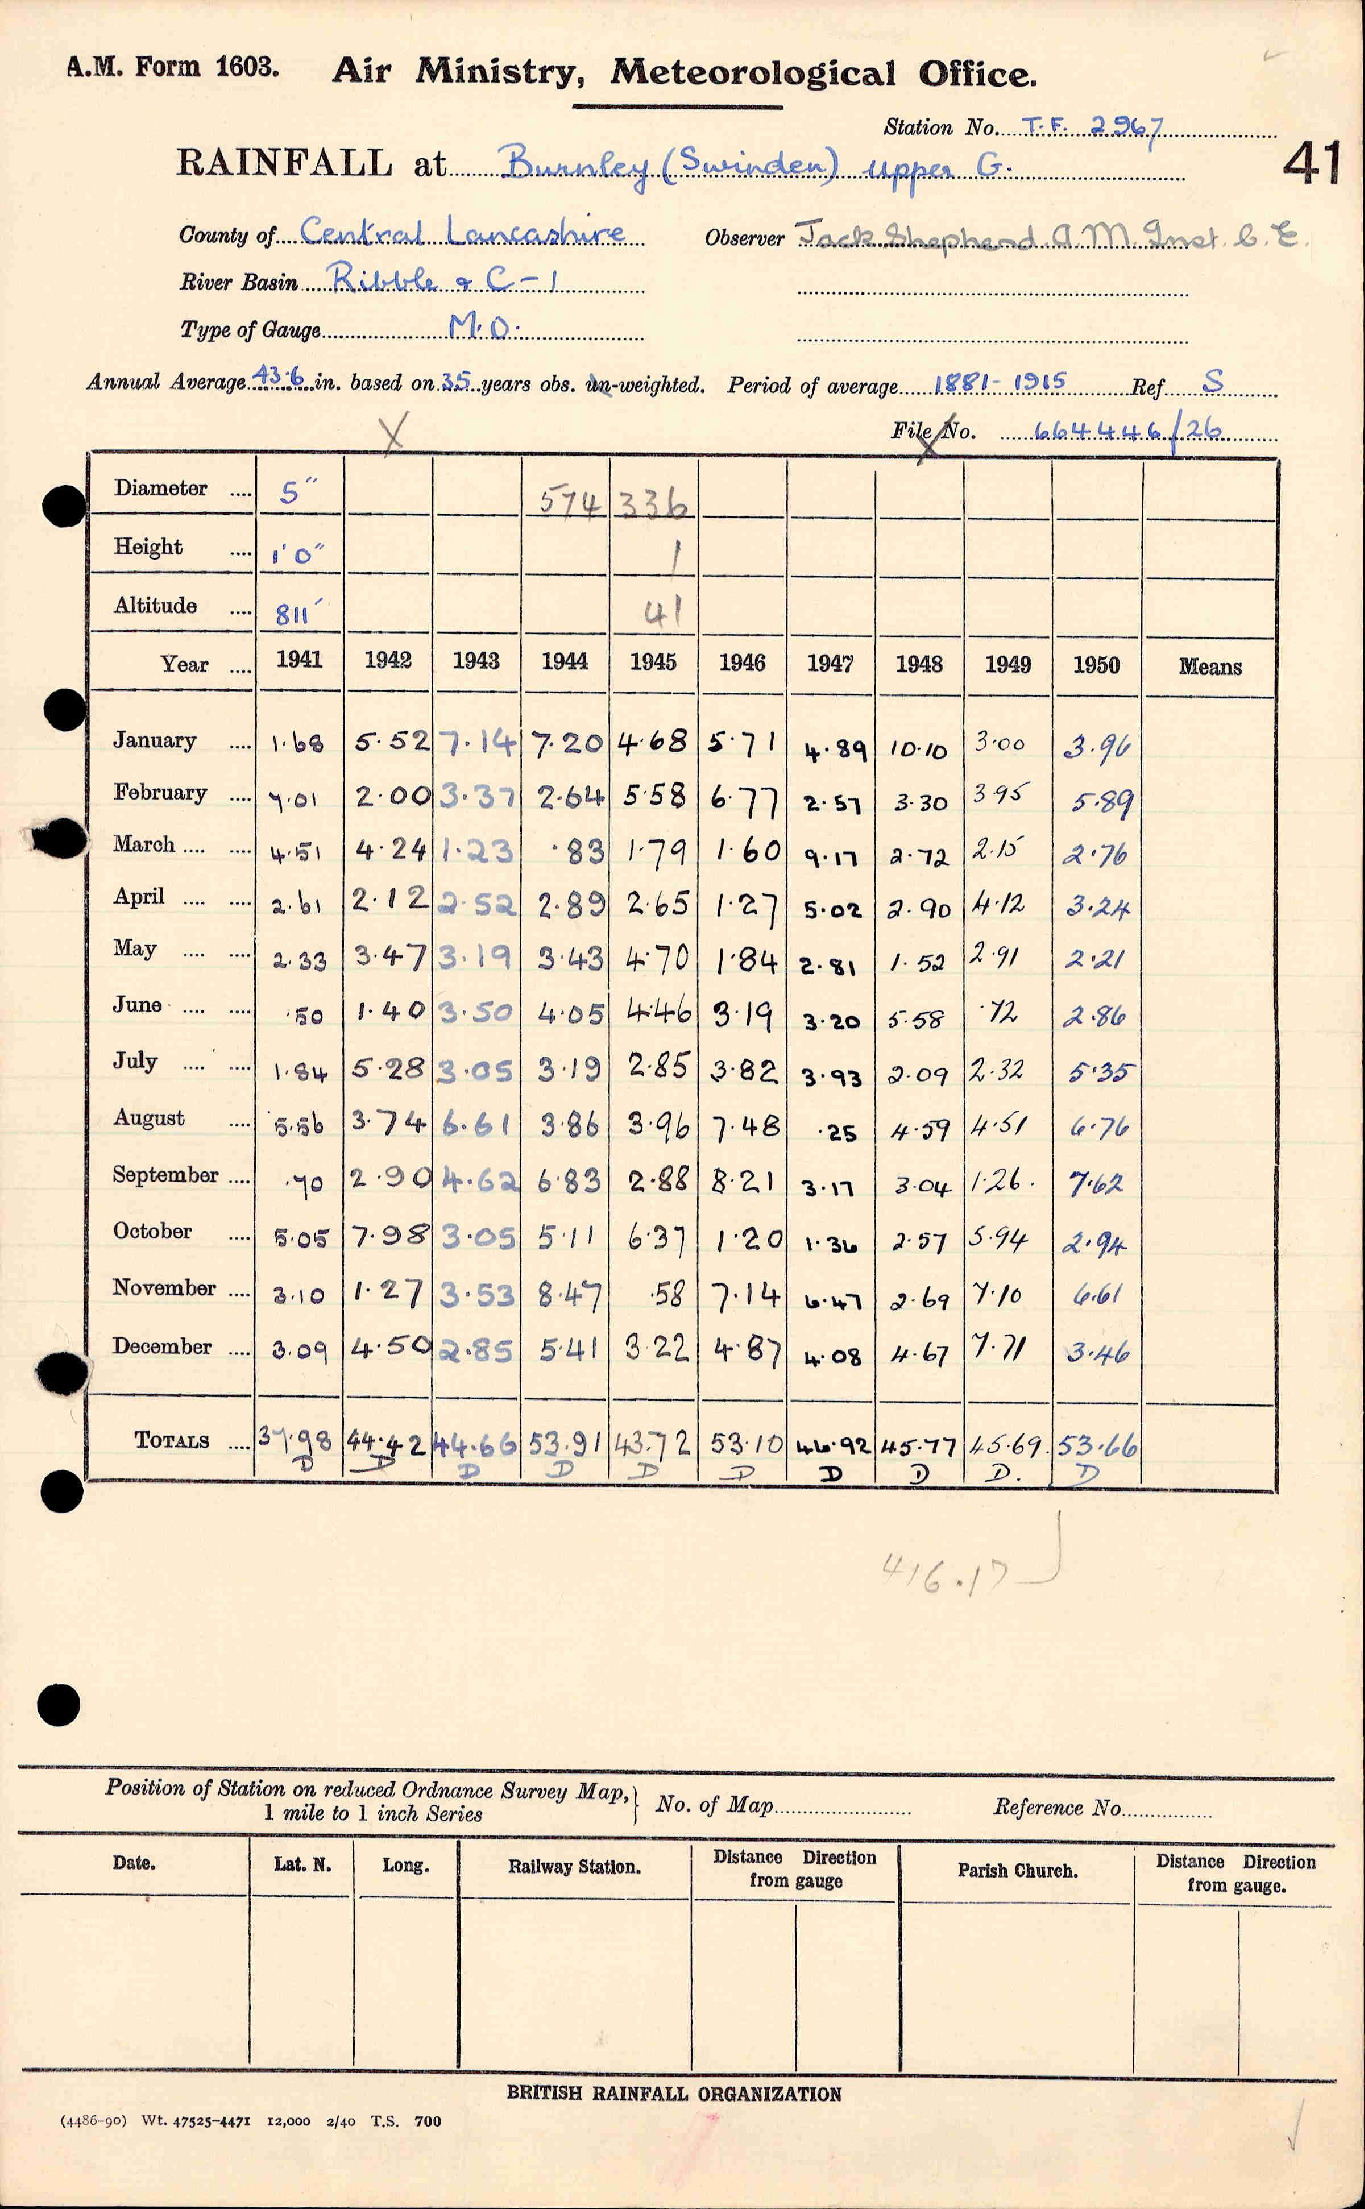 A.M. Form 1603. Air Ministry, Meteorological Office.
Station No. T.F. 2967
RAINFALL at Burnley (Swinden) Upper G. 41
County of Central Lancashire Observer Jack Shepherd A.M. Inst. C.E.
River Basin Ribble & C-1
Type of Gauge M.O.
Annual Average 43.6 in. based on 35 years obs. un-weighted. Period of average 1881-1915 Ref S
X File No. 664446/26
Diameter .... 5" 574 336
Height .... 1'0" 1
Altitude .... 811' 41
Year .... 1941 1942 1943 1944 1945 1946 1947 1948 1949 1950 Means
January .... 1.68 5.52 7.14 7.20 4.68 5.71 4.89 10.10 3.00 3.96
February .... 7.01 2.00 3.37 2.64 5.58 6.77 2.57 3.30 3.95 5.89
March .... .... 4.51 4.24 1.23 .83 1.79 1.60 9.17 2.72 2.15 2.76
April .... .... 2.61 2.12 2.52 2.89 2.65 1.27 5.02 2.90 4.12 3.24
May .... .... 2.33 3.47 3.19 3.43 4.70 1.84 2.81 1.52 2.91 2.21
June .... .... .50 1.40 3.50 4.05 4.46 3.19 3.20 5.58 .72 2.86
July .... .... 1.84 5.28 3.05 3.19 2.85 3.82 3.93 2.09 2.32 5.35
August .... 5.56 3.74 6.61 3.86 3.96 7.48 .25 4.59 4.51 6.76
September .... .70 2.90 4.62 6.83 2.88 8.21 3.17 3.04 1.26 7.62
October .... 5.05 7.98 3.05 5.11 6.37 1.20 1.36 2.57 5.94 2.94
November .... 3.10 1.27 3.53 8.47 .58 7.14 6.47 2.69 7.10 6.61
December .... 3.09 4.50 2.85 5.41 3.22 4.87 4.08 4.67 7.71 3.46
TOTALS .... 37.98 44.42 44.66 53.91 43.72 53.10 46.92 45.77 45.69 53.66
D D D D D D D D D. D
416.17
Position of Station on reduced Ordnance Survey Map, 1 mile to 1 inch Series } No. of Map Reference No.
Date. Lat. N. Long. Railway Station. Distance Direction from gauge Parish Church. Distance Direction from gauge.
BRITISH RAINFALL ORGANIZATION
(4486-90) Wt. 47525-4471 12,000 2/40 T.S. 700